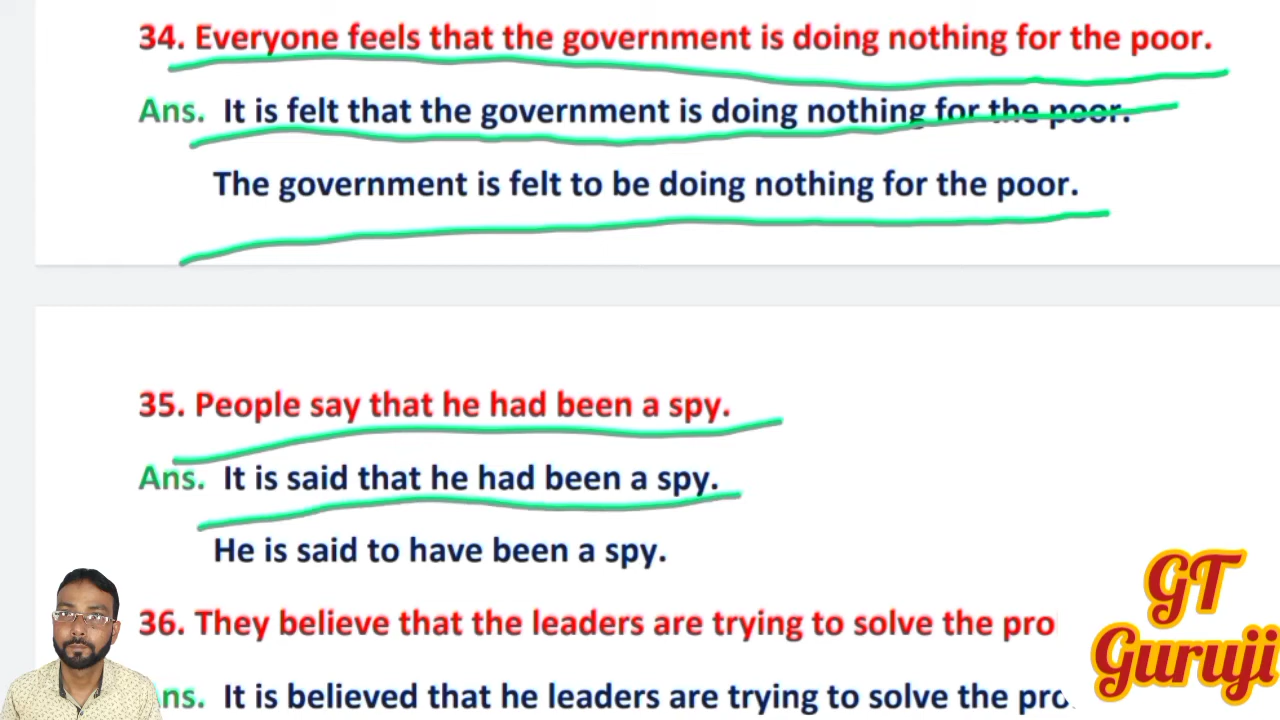 34. Everyone feels that the government is doing nothing for the poor.
Ans. It is felt that the government is doing nothing for the poor.
The government is felt to be doing nothing for the poor.
35. People say that he had been a spy.
Ans. It is said that he had been a spy.
He is said to have been a spy.
36. They believe that the leaders are trying to solve the pro
Ans. It is believed that he leaders are trying to solve the pro
GT
Guruji